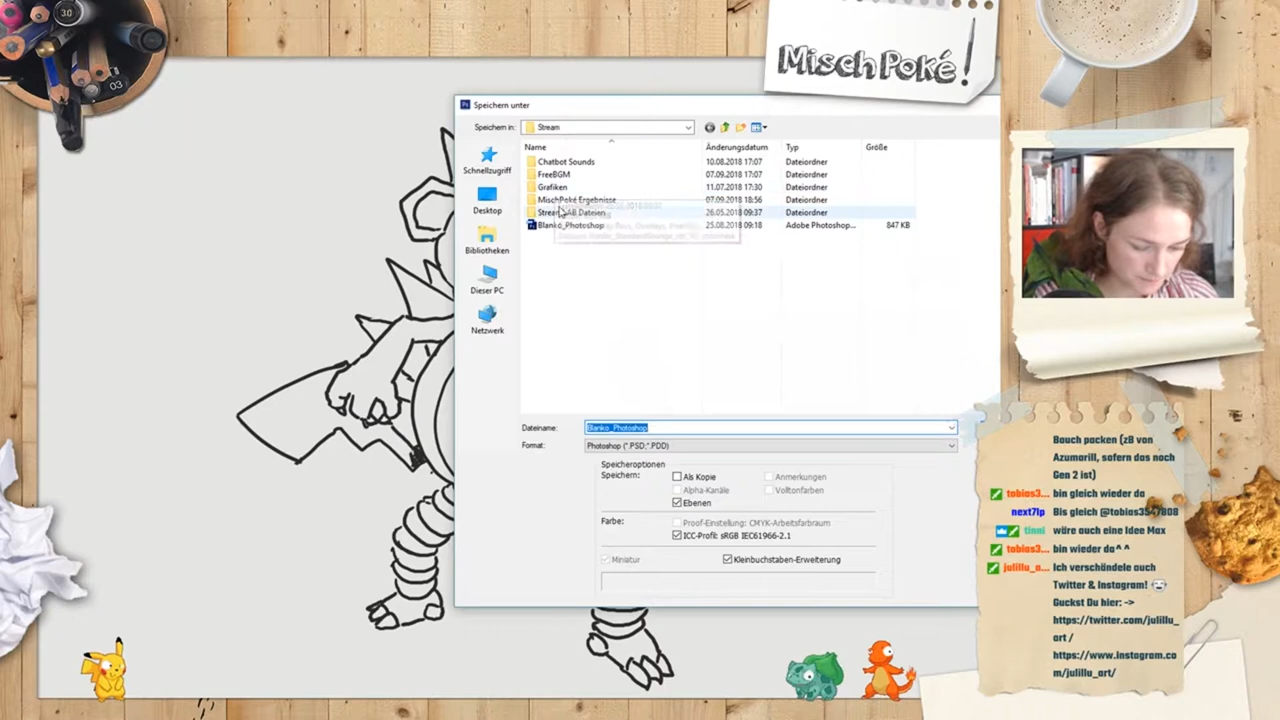 30
03
MischPoké!
Speichern unter
Speichern in: Stream
Name Änderungsdatum Typ Größe
Chatbot Sounds 10.08.2018 17:07 Dateiordner
FreeBGM 07.09.2018 17:07 Dateiordner
Grafiken 11.07.2018 17:30 Dateiordner
MischPoké Ergebnisse 07.09.2018 18:56 Dateiordner
Dateien 26.05.2018 09:37 Dateiordner
Blanko_Photoshop 25.08.2018 09:18 Adobe Photoshop... 847 KB
Schnellzugriff
Desktop
Bibliotheken
Dieser PC
Netzwerk
Dateiname: Blanko_Photoshop
Format: Photoshop (*.PSD;*.PDD)
Speicheroptionen
Speichern:
Als Kopie Anmerkungen
Alpha-Kanäle Volltonfarben
Ebenen
Farbe: Proof-Einstellung: CMYK-Arbeitsfarbraum
ICC-Profil: sRGB IEC61966-2.1
Miniatur Kleinbuchstaben-Erweiterung
Bauch packen (zB von
Azumarill, sofern das noch
Gen 2 ist)
tobias3... bin gleich wieder da
next7lp Bis gleich @tobias3547808
tinni wäre auch eine Idee Max
tobias3... bin wieder da^^
julillu_a... Ich verschöndele auch
Twitter & Instagram!
Guckst Du hier: ->
https://twitter.com/julillu_
art /
https://www.instagram.co
m/julillu_art/